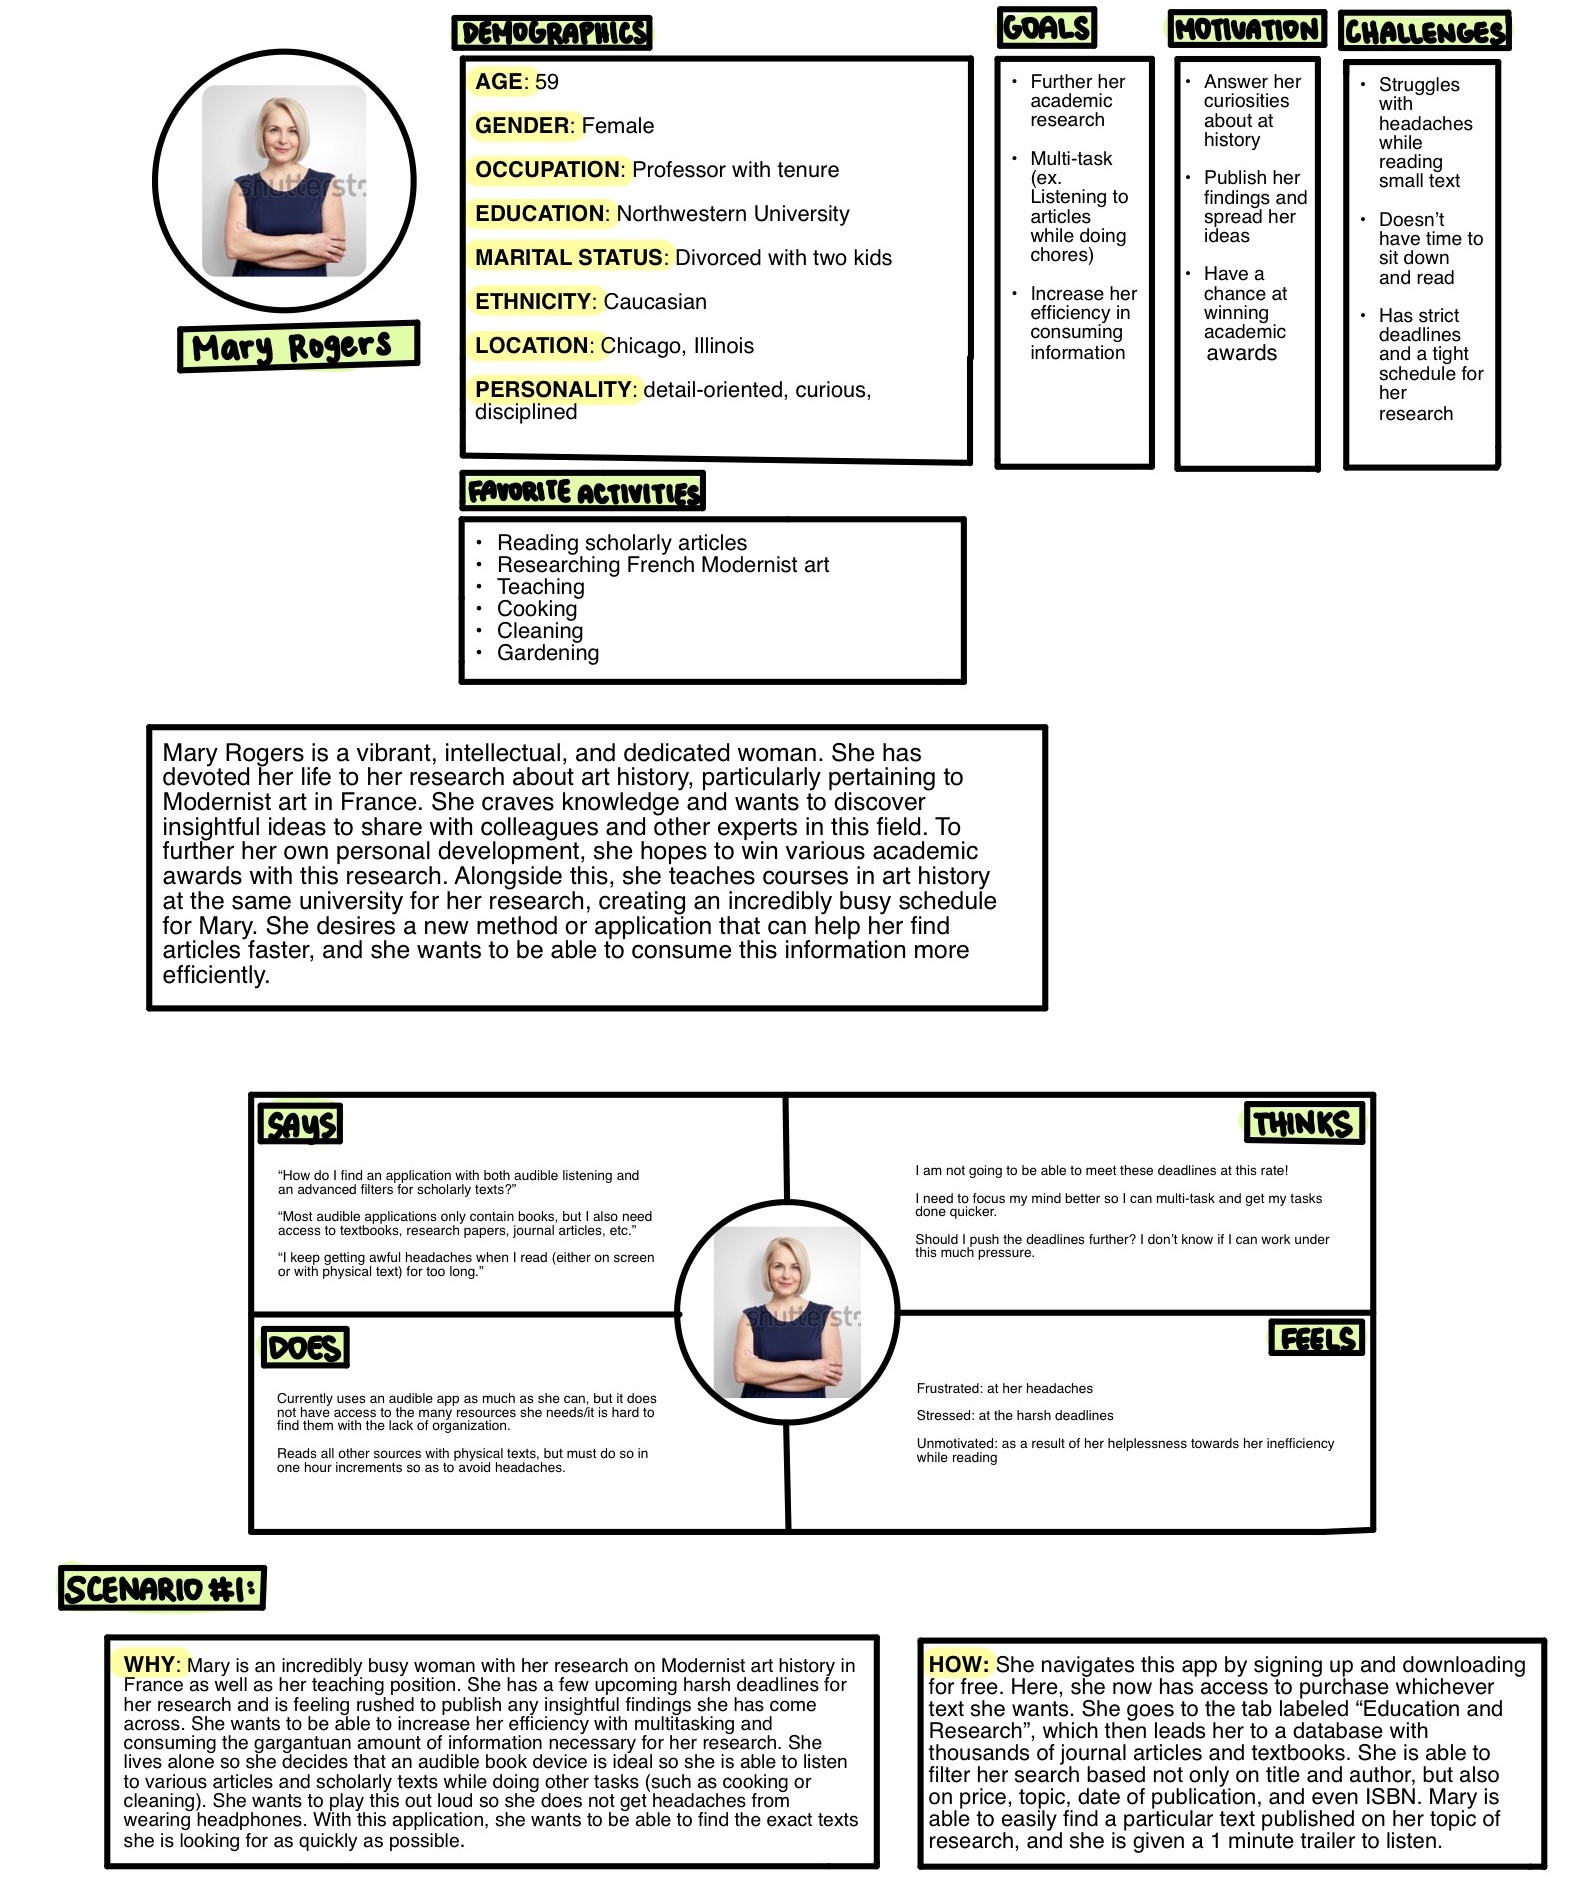 DEMOGRAPHICS
AGE: 59
GENDER: Female
OCCUPATION: Professor with tenure
EDUCATION: Northwestern University
MARITAL STATUS: Divorced with two kids
ETHNICITY: Caucasian
LOCATION: Chicago, Illinois
PERSONALITY: detail-oriented, curious,
disciplined
shutterst
Mary Rogers
GOALS
• Further her
academic
research
• Multi-task
(ex.
Listening to
articles
while doing
chores)
• Increase her
efficiency in
consuming
information
MOTIVATION
• Answer her
curiosities
about at
history
• Publish her
findings and
spread her
ideas
• Have a
chance at
winning
academic
awards
CHALLENGES
• Struggles
with
headaches
while
reading
small text
• Doesn't
have time to
sit down
and read
• Has strict
deadlines
and a tight
schedule for
her
research
FAVORITE ACTIVITIES
• Reading scholarly articles
• Researching French Modernist art
• Teaching
• Cooking
• Cleaning
• Gardening
Mary Rogers is a vibrant, intellectual, and dedicated woman. She has
devoted her life to her research about art history, particularly pertaining to
Modernist art in France. She craves knowledge and wants to discover
insightful ideas to share with colleagues and other experts in this field. To
further her own personal development, she hopes to win various academic
awards with this research. Alongside this, she teaches courses in art history
at the same university for her research, creating an incredibly busy schedule
for Mary. She desires a new method or application that can help her find
articles faster, and she wants to be able to consume this information more
efficiently.
SAYS
“How do I find an application with both audible listening and
an advanced filters for scholarly texts?”
“Most audible applications only contain books, but I also need
access to textbooks, research papers, journal articles, etc.”
“I keep getting awful headaches when I read (either on screen
or with physical text) for too long.”
THINKS
I am not going to be able to meet these deadlines at this rate!
I need to focus my mind better so I can multi-task and get my tasks
done quicker.
Should I push the deadlines further? I don't know if I can work under
this much pressure.
shutterst
DOES
Currently uses an audible app as much as she can, but it does
not have access to the many resources she needs/it is hard to
find them with the lack of organization.
Reads all other sources with physical texts, but must do so in
one hour increments so as to avoid headaches.
FEELS
Frustrated: at her headaches
Stressed: at the harsh deadlines
Unmotivated: as a result of her helplessness towards her inefficiency
while reading
SCENARIO #1:
WHY: Mary is an incredibly busy woman with her research on Modernist art history in
France as well as her teaching position. She has a few upcoming harsh deadlines for
her research and is feeling rushed to publish any insightful findings she has come
across. She wants to be able to increase her efficiency with multitasking and
consuming the gargantuan amount of information necessary for her research. She
lives alone so she decides that an audible book device is ideal so she is able to listen
to various articles and scholarly texts while doing other tasks (such as cooking or
cleaning). She wants to play this out loud so she does not get headaches from
wearing headphones. With this application, she wants to be able to find the exact texts
she is looking for as quickly as possible.
HOW: She navigates this app by signing up and downloading
for free. Here, she now has access to purchase whichever
text she wants. She goes to the tab labeled “Education and
Research”, which then leads her to a database with
thousands of journal articles and textbooks. She is able to
filter her search based not only on title and author, but also
on price, topic, date of publication, and even ISBN. Mary is
able to easily find a particular text published on her topic of
research, and she is given a 1 minute trailer to listen.